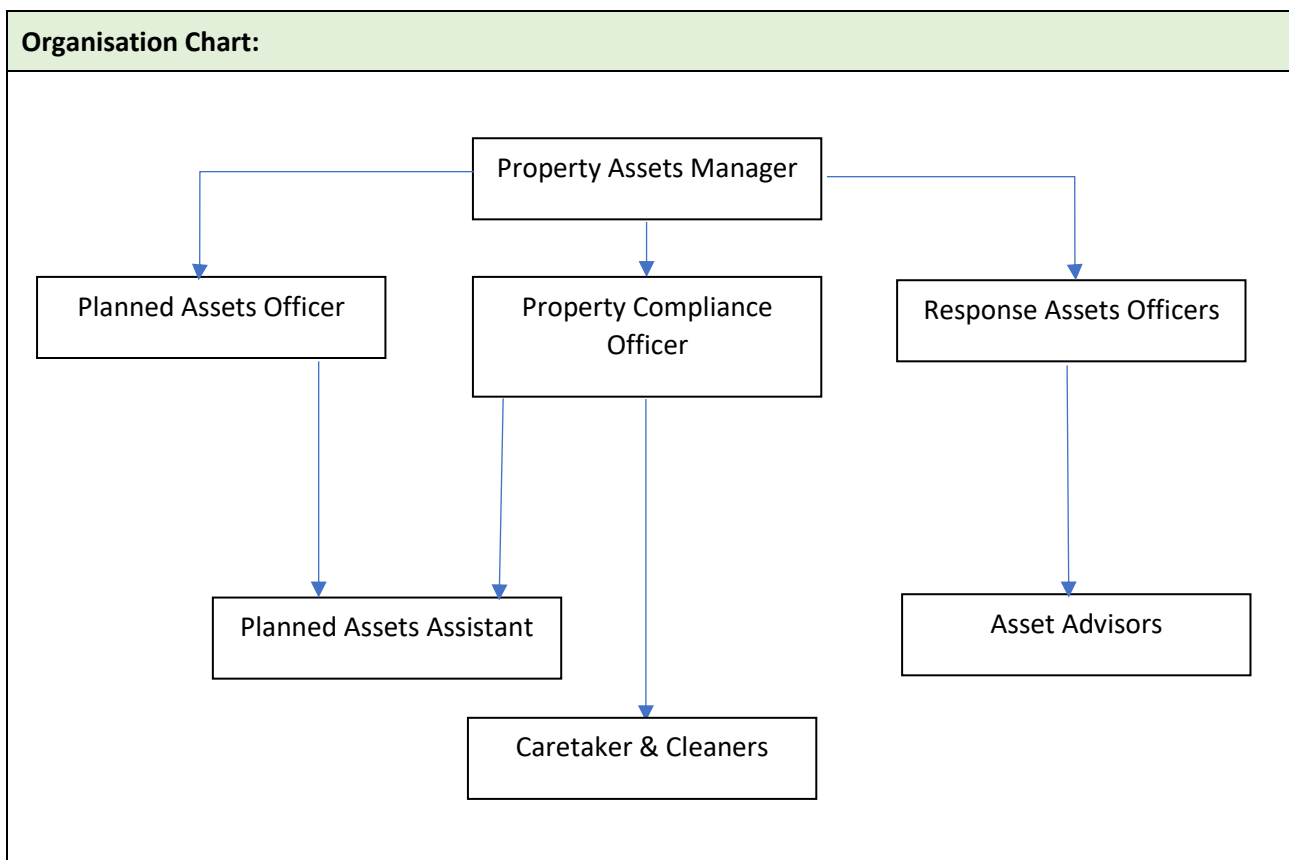 Organisation Chart:
Property Assets Manager
Planned Assets Officer
Property Compliance
Officer
Response Assets Officers
Planned Assets Assistant
Asset Advisors
Caretaker & Cleaners